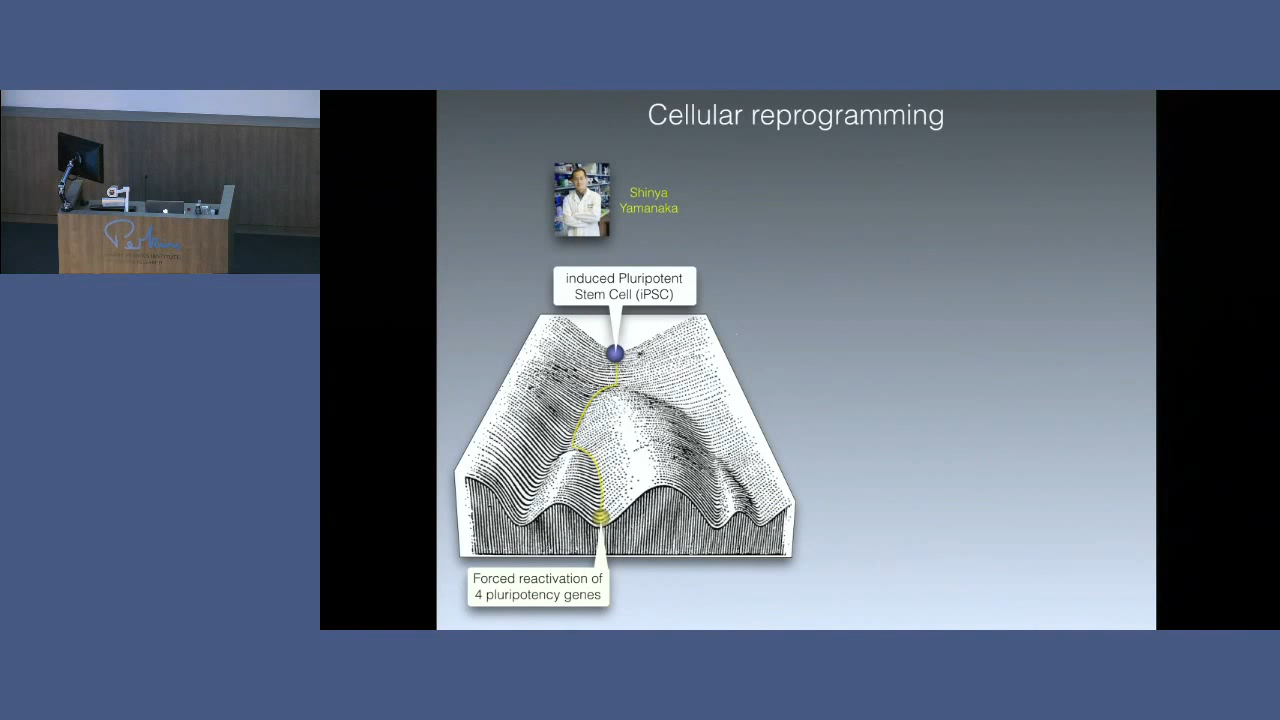 Cellular reprogramming
Shinya
Yamanaka
induced Pluripotent
Stem Cell (iPSC)
Forced reactivation of
4 pluripotency genes